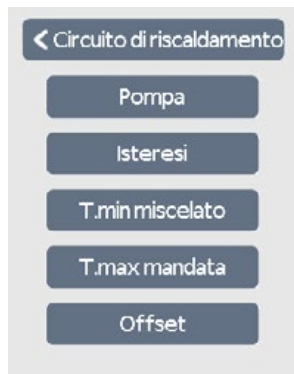 Circuito di riscaldamento
Pompa
Isteresi
T.min miscelato
T.max mandata
Offset